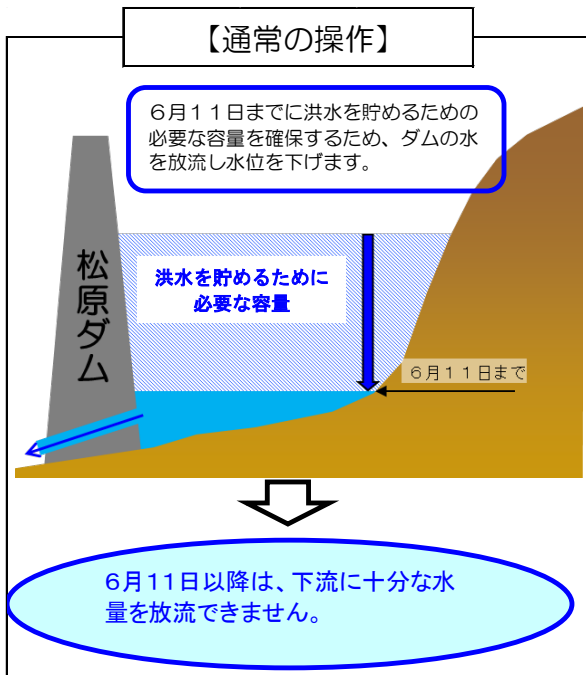 【通常の操作】
６月１１日までに洪水を貯めるための
必要な容量を確保するため、ダムの水
を放流し水位を下げます。
松原ダム
洪水を貯めるために
必要な容量
６月１１日まで
６月11日以降は、下流に十分な水
量を放流できません。